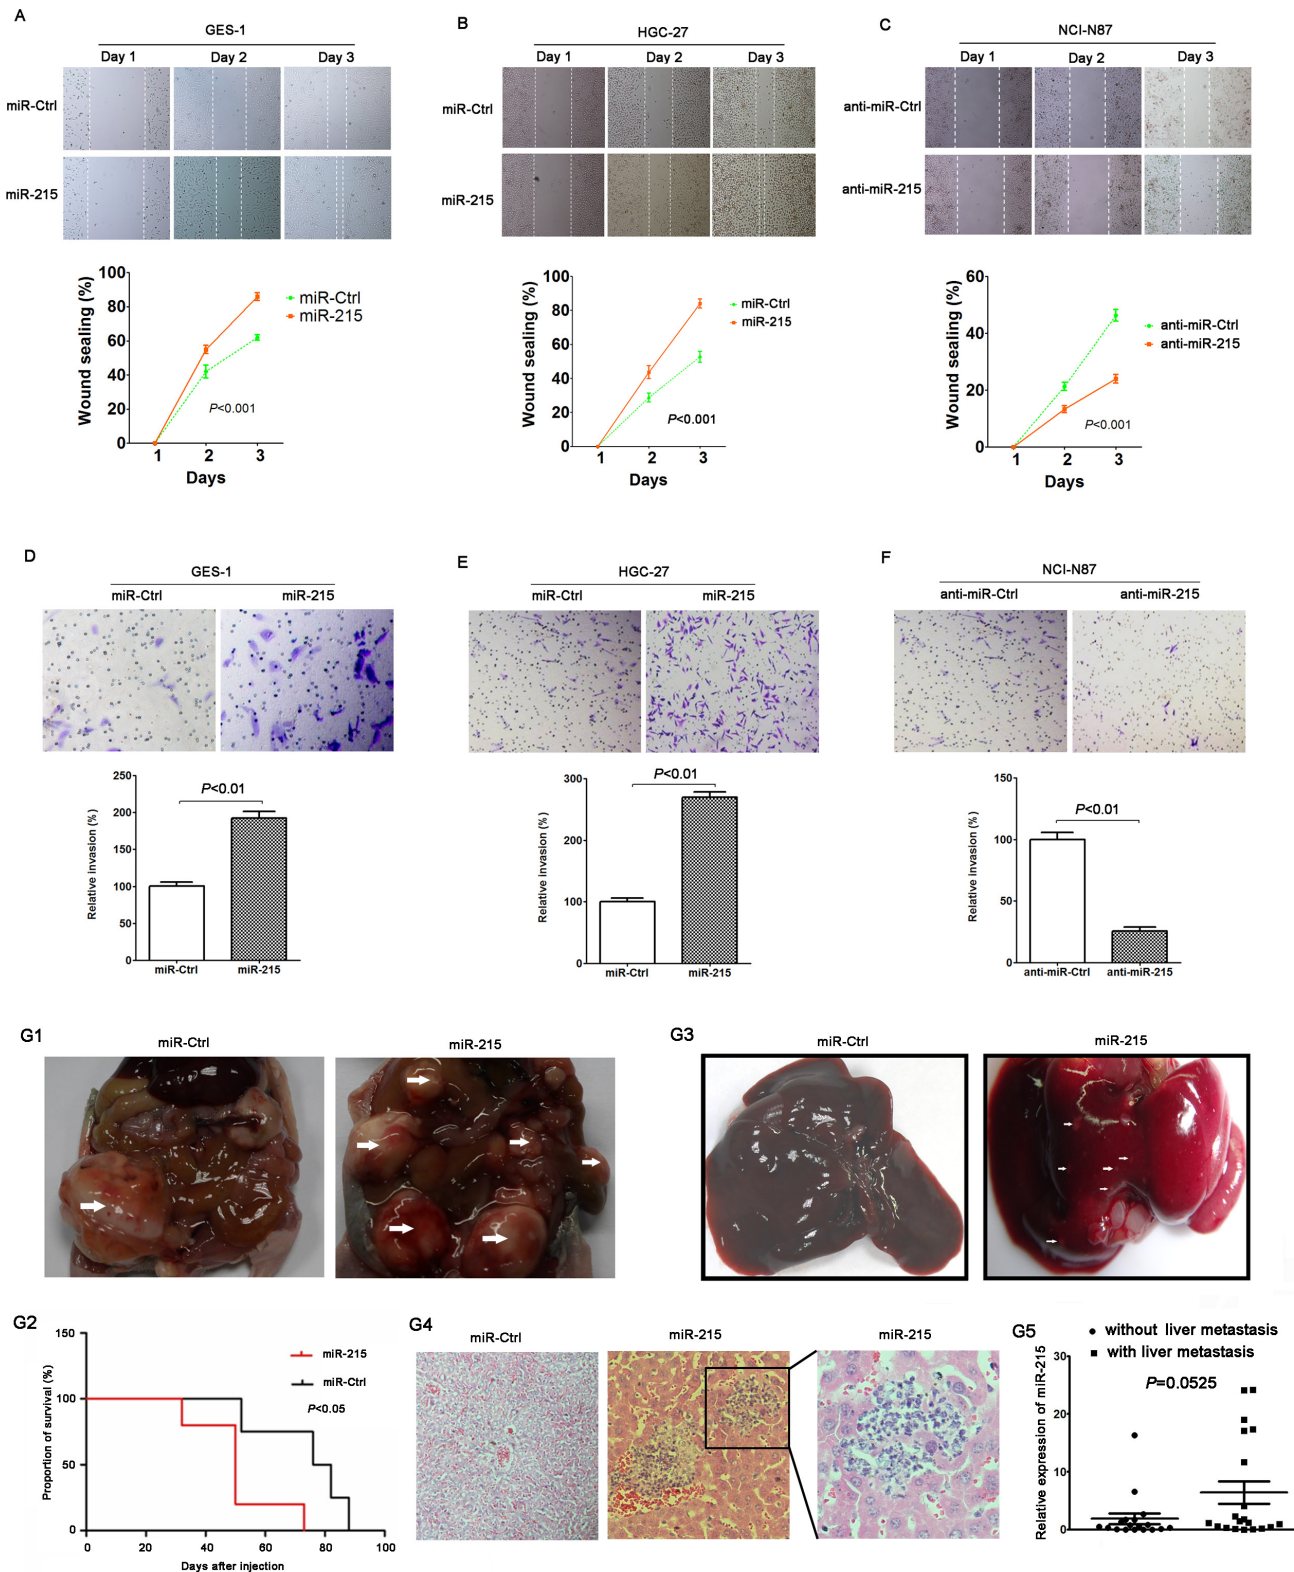 A
GES-1
Day 1 Day 2 Day 3
miR-Ctrl
miR-215
100
80
60
40
20
0
Wound sealing (%)
miR-Ctrl
miR-215
P<0.001
1 2 3
Days
B
HGC-27
Day 1 Day 2 Day 3
miR-Ctrl
miR-215
100
80
60
40
20
0
Wound sealing (%)
miR-Ctrl
miR-215
P<0.001
1 2 3
Days
C
NCI-N87
Day 1 Day 2 Day 3
anti-miR-Ctrl
anti-miR-215
60
40
20
0
Wound sealing (%)
anti-miR-Ctrl
anti-miR-215
P<0.001
1 2 3
Days
D
GES-1
miR-Ctrl miR-215
250
200
150
100
50
0
Relative invasion (%)
P<0.01
miR-Ctrl miR-215
E
HGC-27
miR-Ctrl miR-215
300
200
100
0
Relative invasion (%)
P<0.01
miR-Ctrl miR-215
F
NCI-N87
anti-miR-Ctrl anti-miR-215
150
100
50
0
Relative invasion (%)
P<0.01
anti-miR-Ctrl anti-miR-215
G1
miR-Ctrl miR-215
G3
miR-Ctrl miR-215
G2
150
100
50
0
Proportion of survival (%)
miR-215
miR-Ctrl
P<0.05
0 20 40 60 80 100
Days after injection
G4
miR-Ctrl miR-215 miR-215
G5
without liver metastasis
with liver metastasis
P=0.0525
30
20
10
0
Relative expression of miR-215